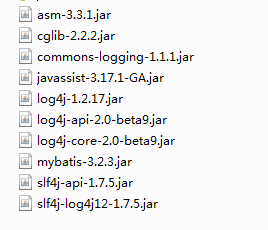 asm-3.3.1.jar
cglib-2.2.2.jar
commons-logging-1.1.1.jar
javassist-3.17.1-GA.jar
log4j-1.2.17.jar
log4j-api-2.0-beta9.jar
log4j-core-2.0-beta9.jar
mybatis-3.2.3.jar
slf4j-api-1.7.5.jar
slf4j-log4j12-1.7.5.jar